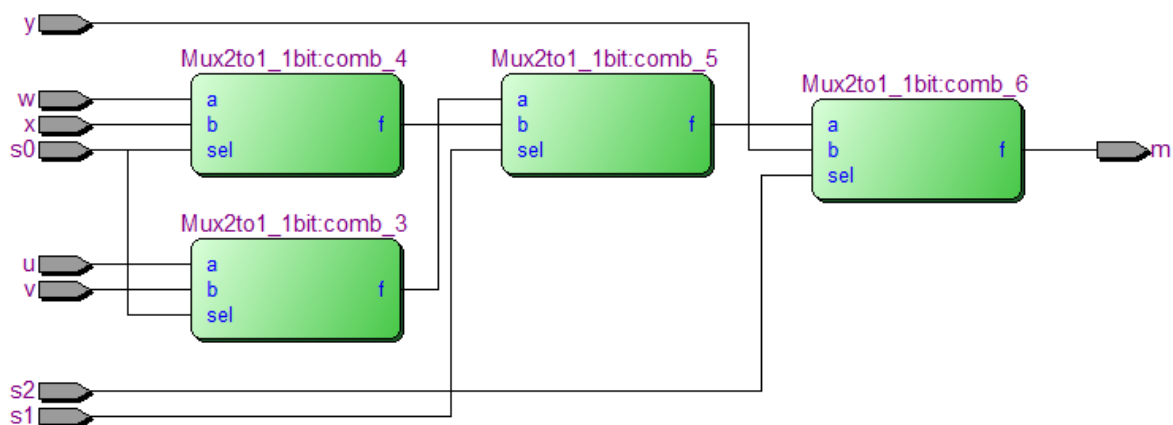 y
Mux2to1_1bit:comb_4
Mux2to1_1bit:comb_5
Mux2to1_1bit:comb_6
w
a
x
b
f
s0
sel
a
b
f
sel
a
b
f
sel
m
Mux2to1_1bit:comb_3
u
a
v
b
f
sel
s2
s1